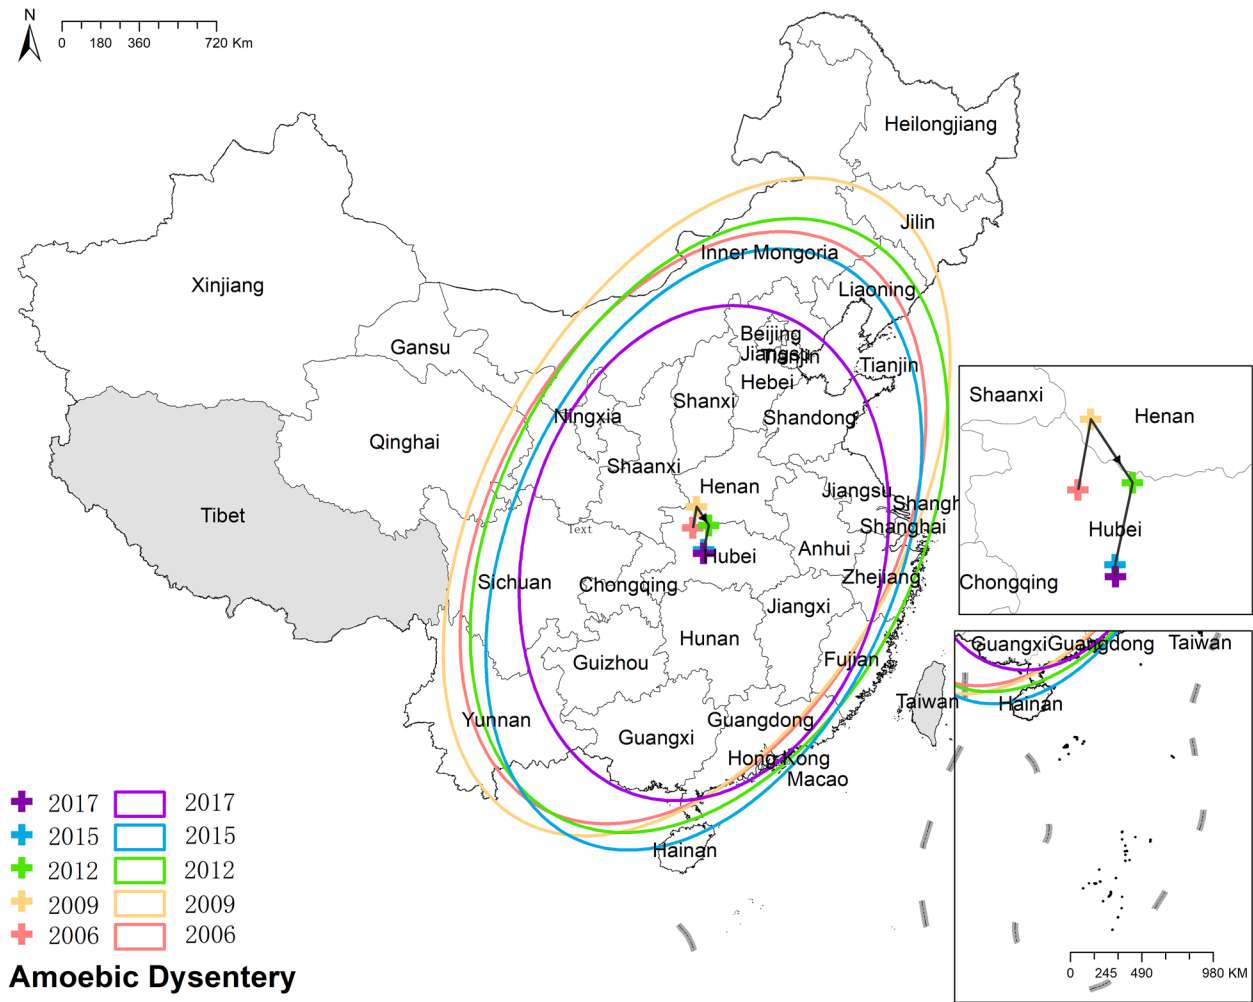 N
0 180 360 720 Km
Heilongjiang
Jilin
Inner Mongoria
Xinjiang
Liaoning
Gansu
Beijing
Jiangsu
Tianjin
Tianjin
Hebei
Shanxi
Ningxia
Shandong
Qinghai
Shaanxi
Henan
Jiangsu
Shangh
Tibet
Text
Shanghai
Anhui
Hubei
Sichuan
Chongqing
Zhejiang
Jiangxi
Hunan
Guizhou
Fujian
Taiwan
Yunnan
Guangdong
Guangxi
Hong Kong
Macao
Hainan
Shaanxi
Henan
Hubei
Chongqing
Guangxi
Guangdong
Taiwan
Hainan
0 245 490 980 KM
2017 2017
2015 2015
2012 2012
2009 2009
2006 2006
Amoebic Dysentery